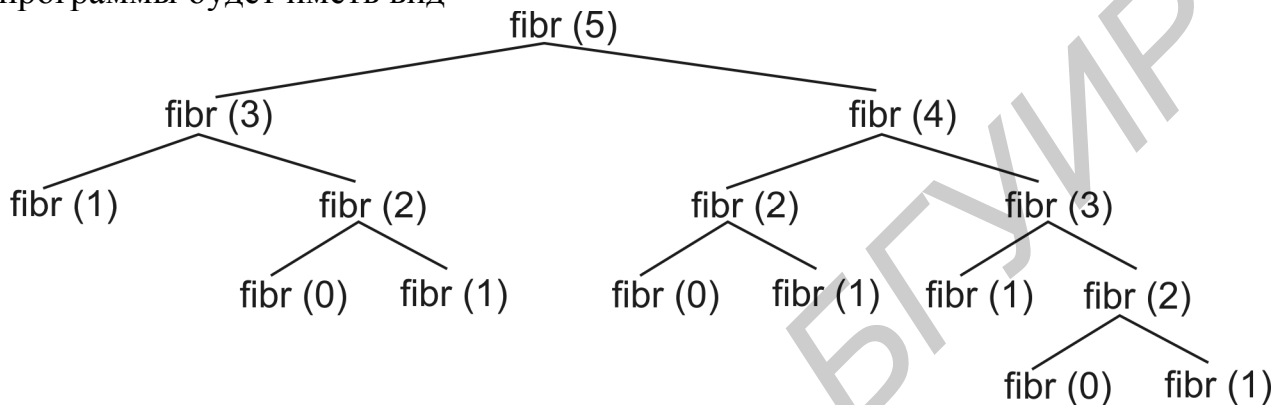 программы будет иметь вид
fibr (5)
fibr (3) fibr (4)
fibr (1) fibr (2) fibr (2) fibr (3)
fibr (0) fibr (1) fibr (0) fibr (1) fibr (1) fibr (2)
fibr (0) fibr (1)
БГУИР